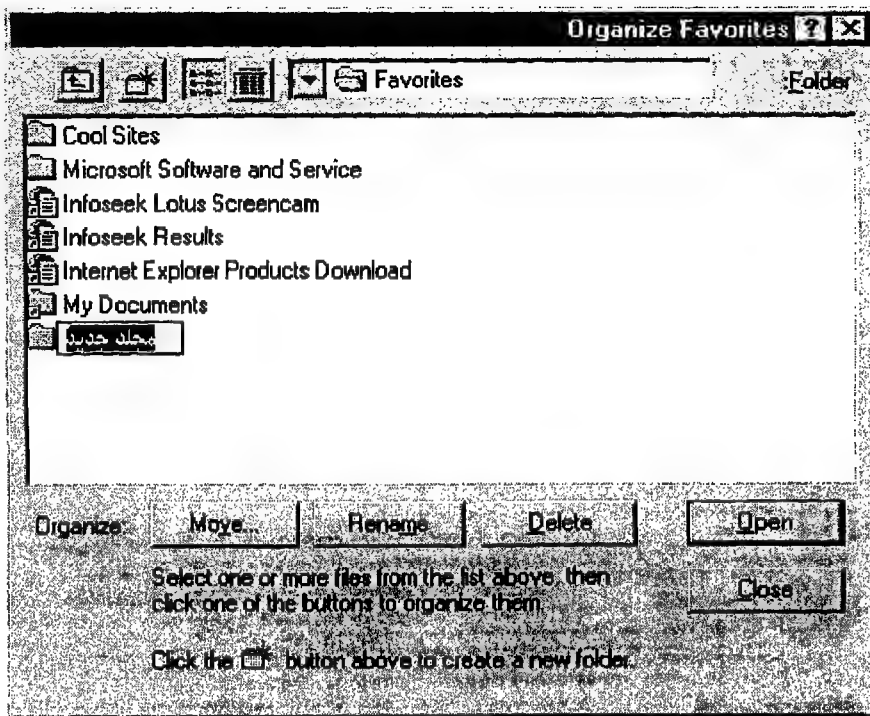 Organize Favorites
Favorites
Folder
Cool Sites
Microsoft Software and Service
Infoseek Lotus Screencam
Infoseek Results
Internet Explorer Products Download
My Documents
مجلد جديد
Organize:
Move...
Rename
Delete
Open
Select one or more files from the list above, then
click one of the buttons to organize them.
Close
Click the button above to create a new folder.